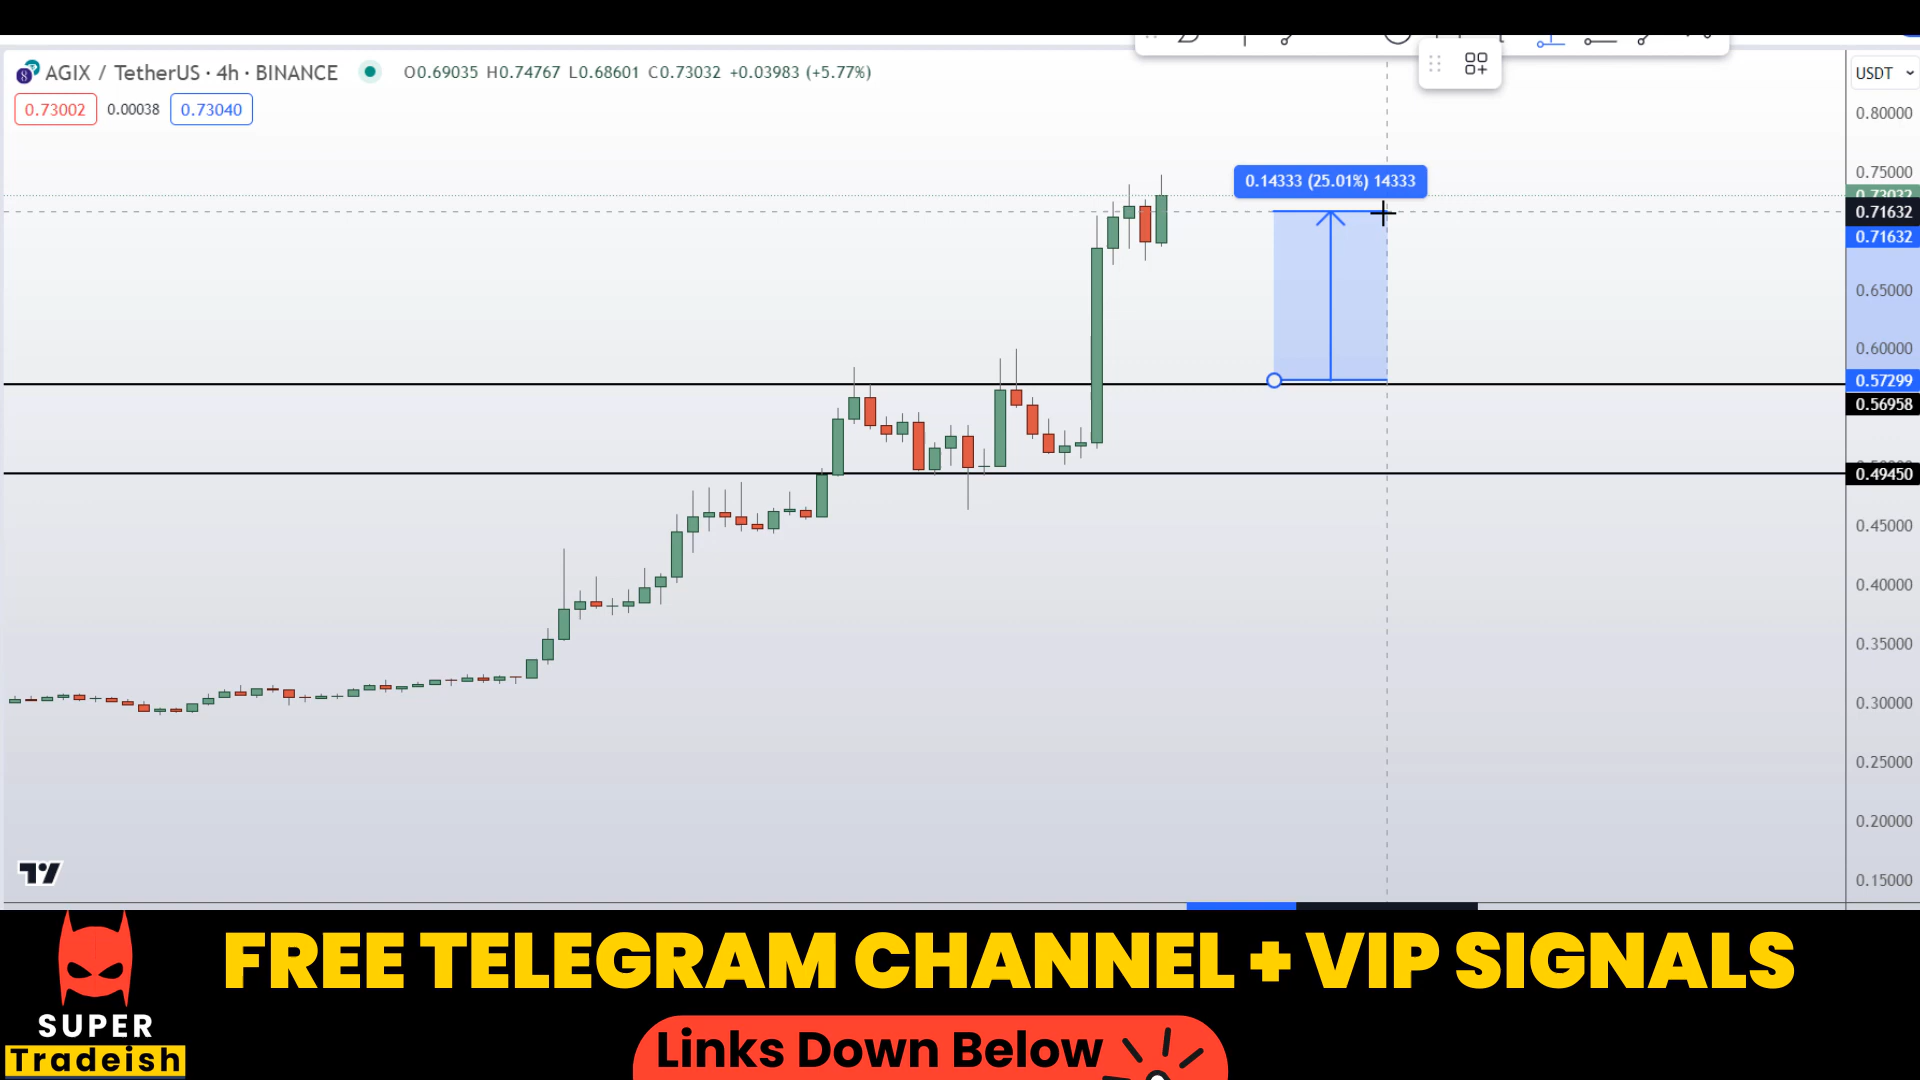 AGIX / TetherUS · 4h · BINANCE
O0.69035 H0.74767 L0.68601 C0.73032 +0.03983 (+5.77%)
USDT
0.73002 0.00038 0.73040
0.80000
0.75000
0.73032
0.14333 (25.01%) 14333
0.71632
0.71632
0.65000
0.60000
0.57299
0.56958
0.49450
0.45000
0.40000
0.35000
0.30000
0.25000
0.20000
0.15000
FREE TELEGRAM CHANNEL + VIP SIGNALS
SUPER
Tradeish
Links Down Below